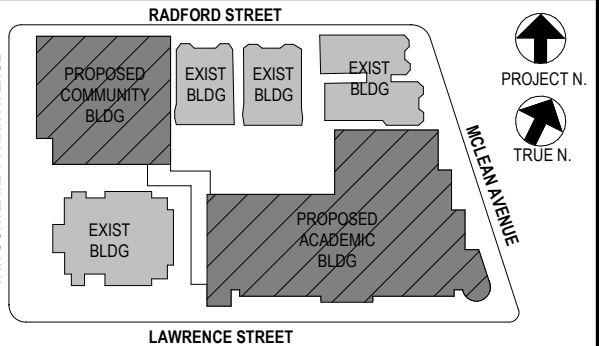 RADFORD STREET
PROPOSED
COMMUNITY
BLDG
EXIST
BLDG
EXIST
BLDG
EXIST
BLDG
PROJECT N.
TRUE N.
MCLEAN AVENUE
EXIST
BLDG
PROPOSED
ACADEMIC
BLDG
LAWRENCE STREET